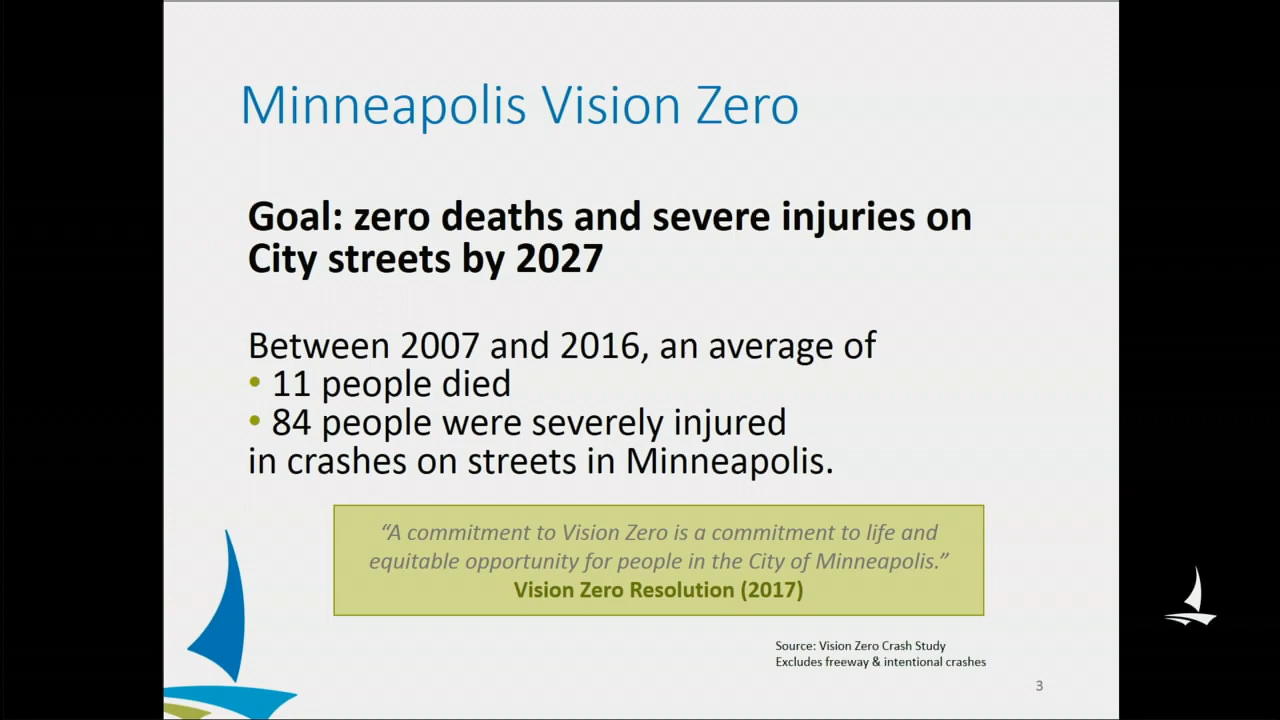 Minneapolis Vision Zero
Goal: zero deaths and severe injuries on
City streets by 2027
Between 2007 and 2016, an average of
• 11 people died
• 84 people were severely injured
in crashes on streets in Minneapolis.
“A commitment to Vision Zero is a commitment to life and
equitable opportunity for people in the City of Minneapolis.”
Vision Zero Resolution (2017)
Source: Vision Zero Crash Study
Excludes freeway & intentional crashes
3